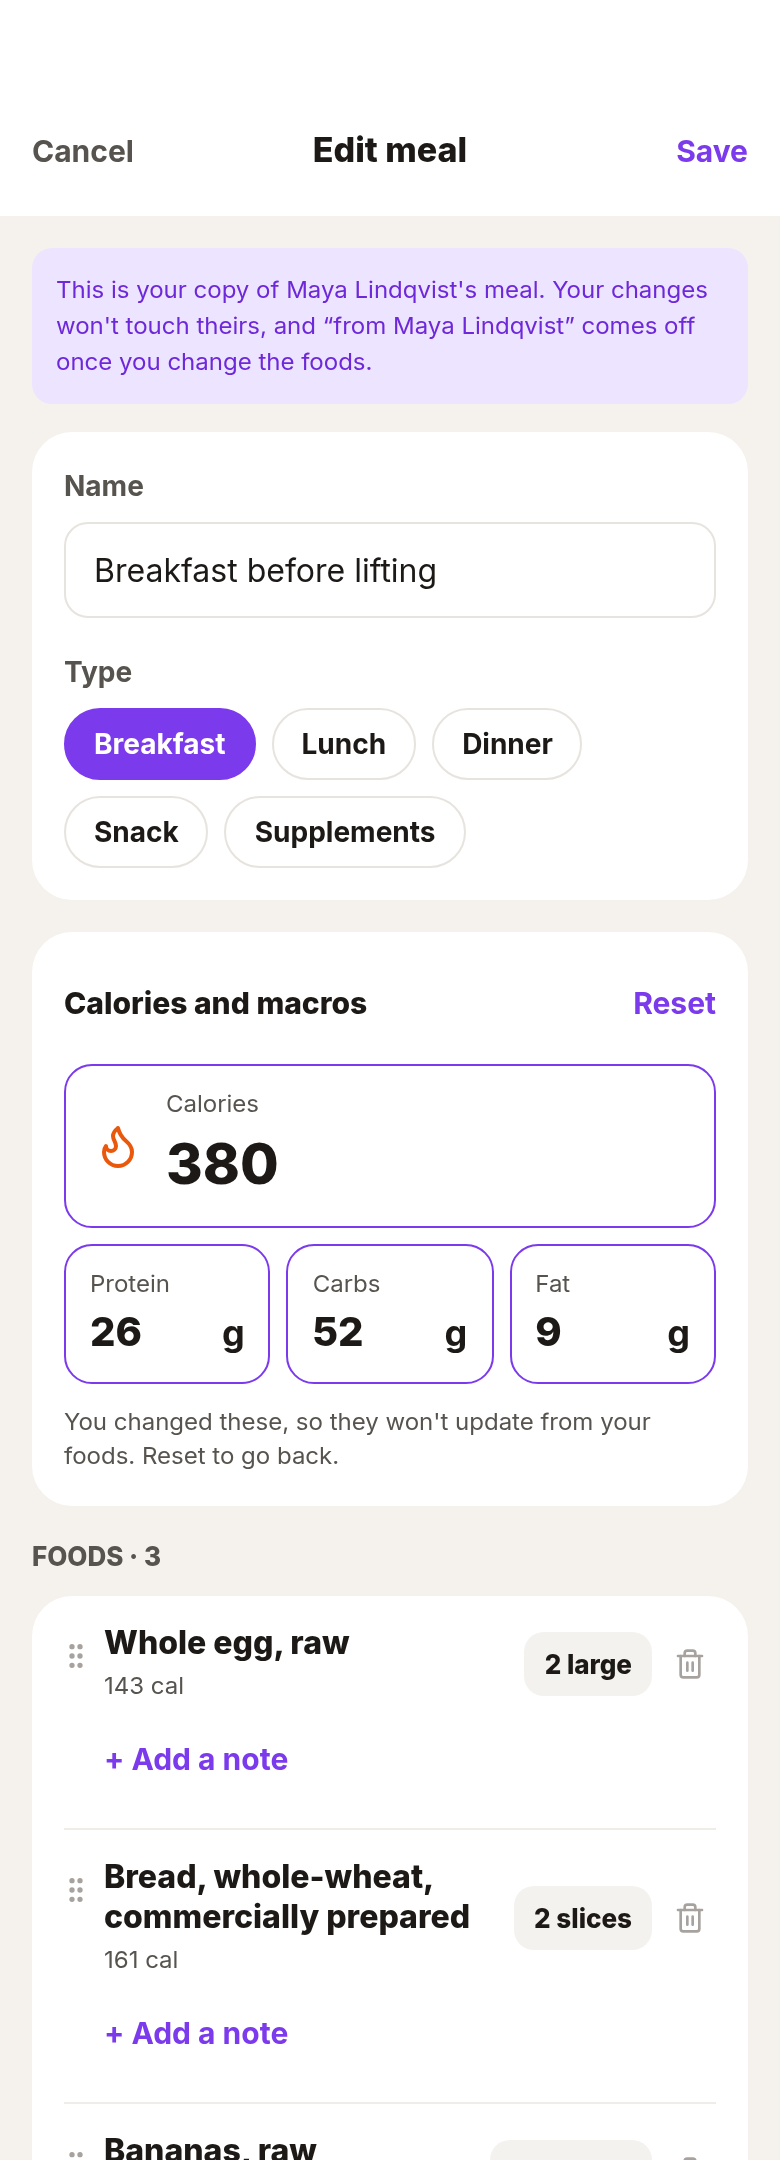 Cancel
Edit meal
Save
This is your copy of Maya Lindqvist's meal. Your changes
won't touch theirs, and “from Maya Lindqvist” comes off
once you change the foods.
Name
Breakfast before lifting
Type
Breakfast
Lunch
Dinner
Snack
Supplements
Calories and macros
Reset
Calories
380
Protein
26 g
Carbs
52 g
Fat
9 g
You changed these, so they won't update from your
foods. Reset to go back.
FOODS · 3
Whole egg, raw
143 cal
2 large
+ Add a note
Bread, whole-wheat,
commercially prepared
161 cal
2 slices
+ Add a note
Bananas, raw